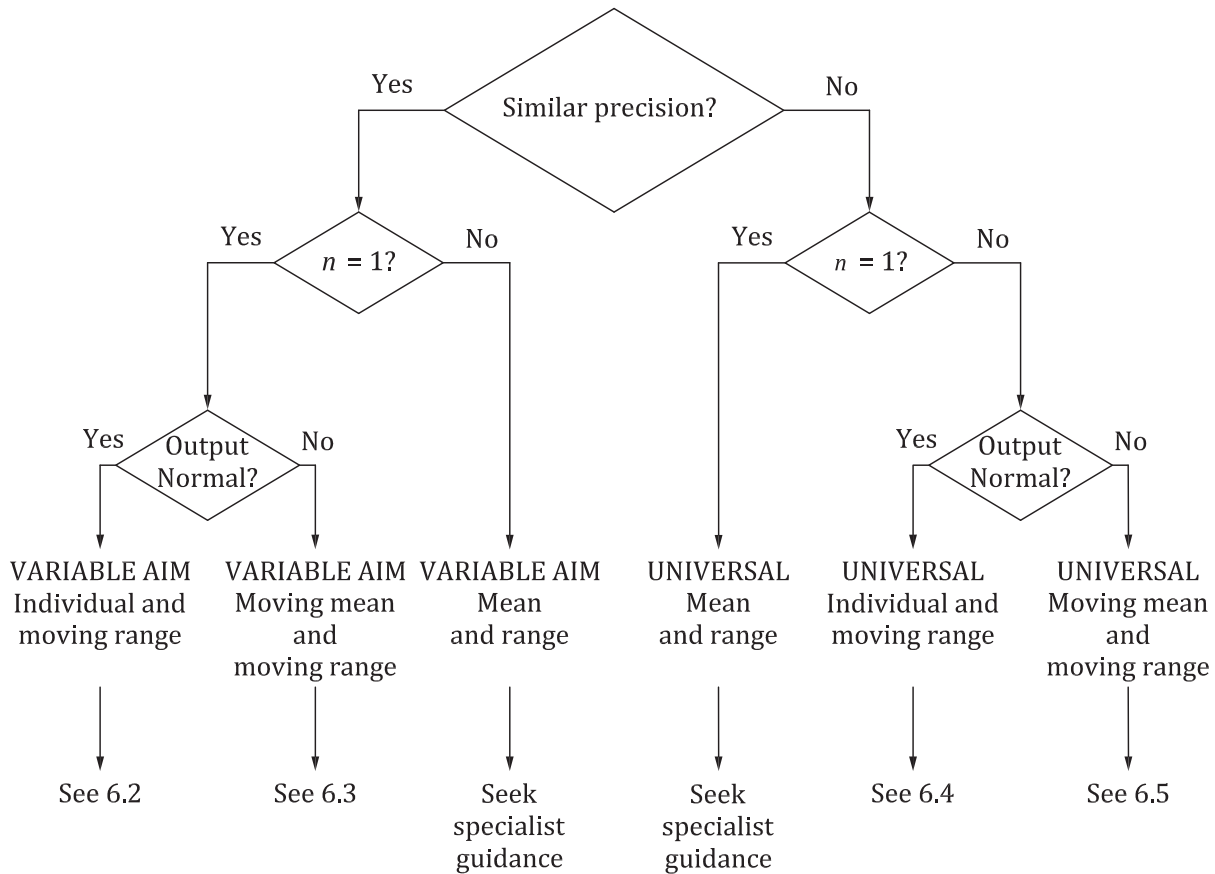 Similar precision?
Yes
No
n = 1?
Yes
No
n = 1?
Yes
No
Output
Normal?
Yes
No
Output
Normal?
Yes
No
VARIABLE AIM
Individual and
moving range
VARIABLE AIM
Moving mean
and
moving range
VARIABLE AIM
Mean
and range
UNIVERSAL
Mean
and range
UNIVERSAL
Individual and
moving range
UNIVERSAL
Moving mean
and
moving range
See 6.2
See 6.3
Seek
specialist
guidance
Seek
specialist
guidance
See 6.4
See 6.5